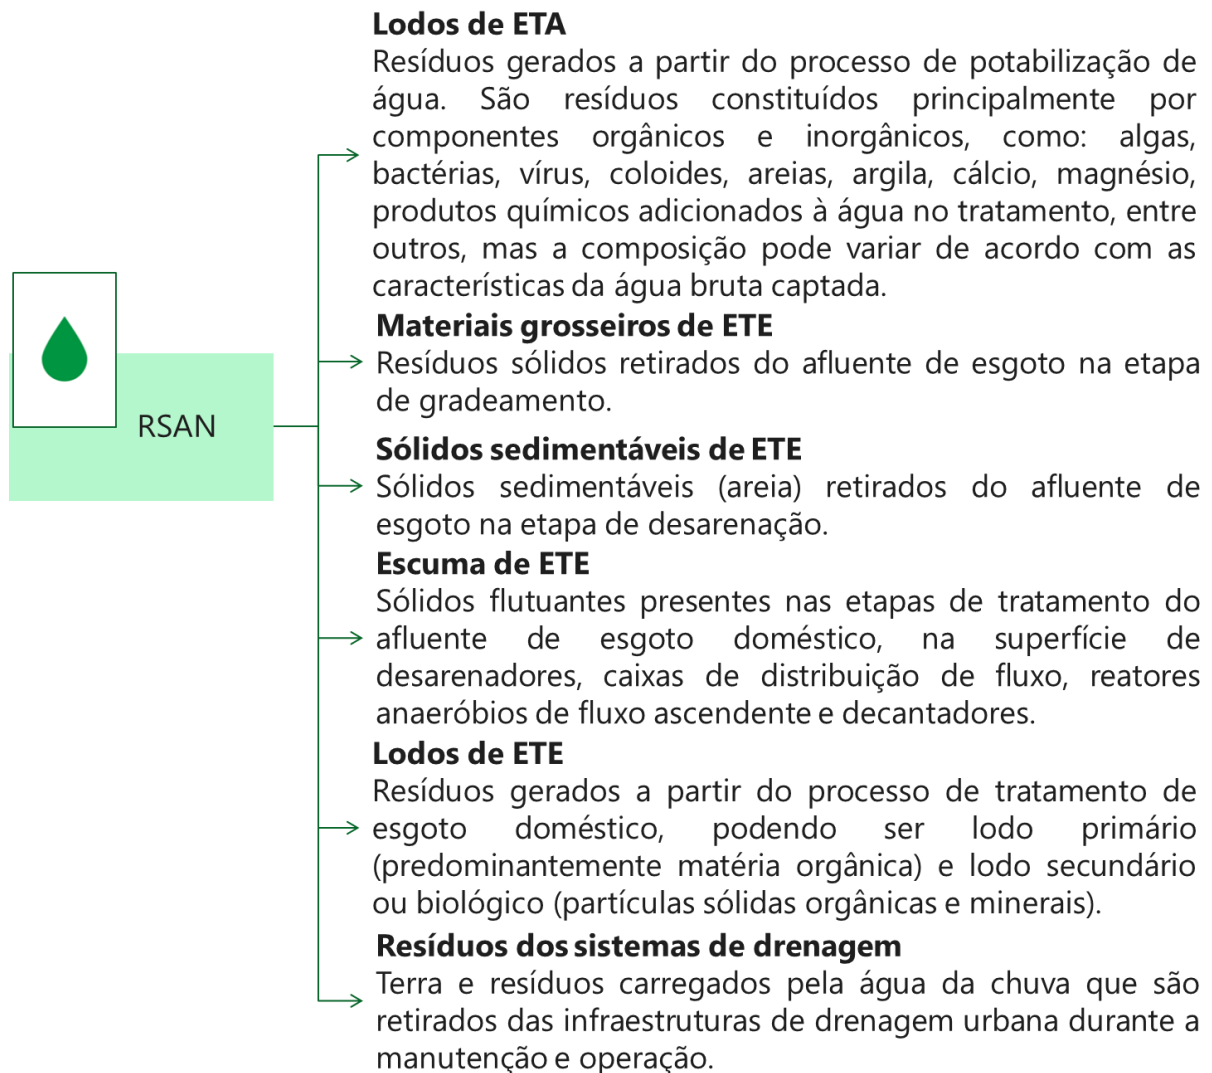 Lodos de ETA
Resíduos gerados a partir do processo de potabilização de
água. São resíduos constituídos principalmente por
componentes orgânicos e inorgânicos, como: algas,
bactérias, vírus, coloides, areias, argila, cálcio, magnésio,
produtos químicos adicionados à água no tratamento, entre
outros, mas a composição pode variar de acordo com as
características da água bruta captada.
Materiais grosseiros de ETE
Resíduos sólidos retirados do afluente de esgoto na etapa
de gradeamento.
RSAN
Sólidos sedimentáveis de ETE
Sólidos sedimentáveis (areia) retirados do afluente de
esgoto na etapa de desarenação.
Escuma de ETE
Sólidos flutuantes presentes nas etapas de tratamento do
afluente de esgoto doméstico, na superfície de
desarenadores, caixas de distribuição de fluxo, reatores
anaeróbios de fluxo ascendente e decantadores.
Lodos de ETE
Resíduos gerados a partir do processo de tratamento de
esgoto doméstico, podendo ser lodo primário
(predominantemente matéria orgânica) e lodo secundário
ou biológico (partículas sólidas orgânicas e minerais).
Resíduos dos sistemas de drenagem
Terra e resíduos carregados pela água da chuva que são
retirados das infraestruturas de drenagem urbana durante a
manutenção e operação.